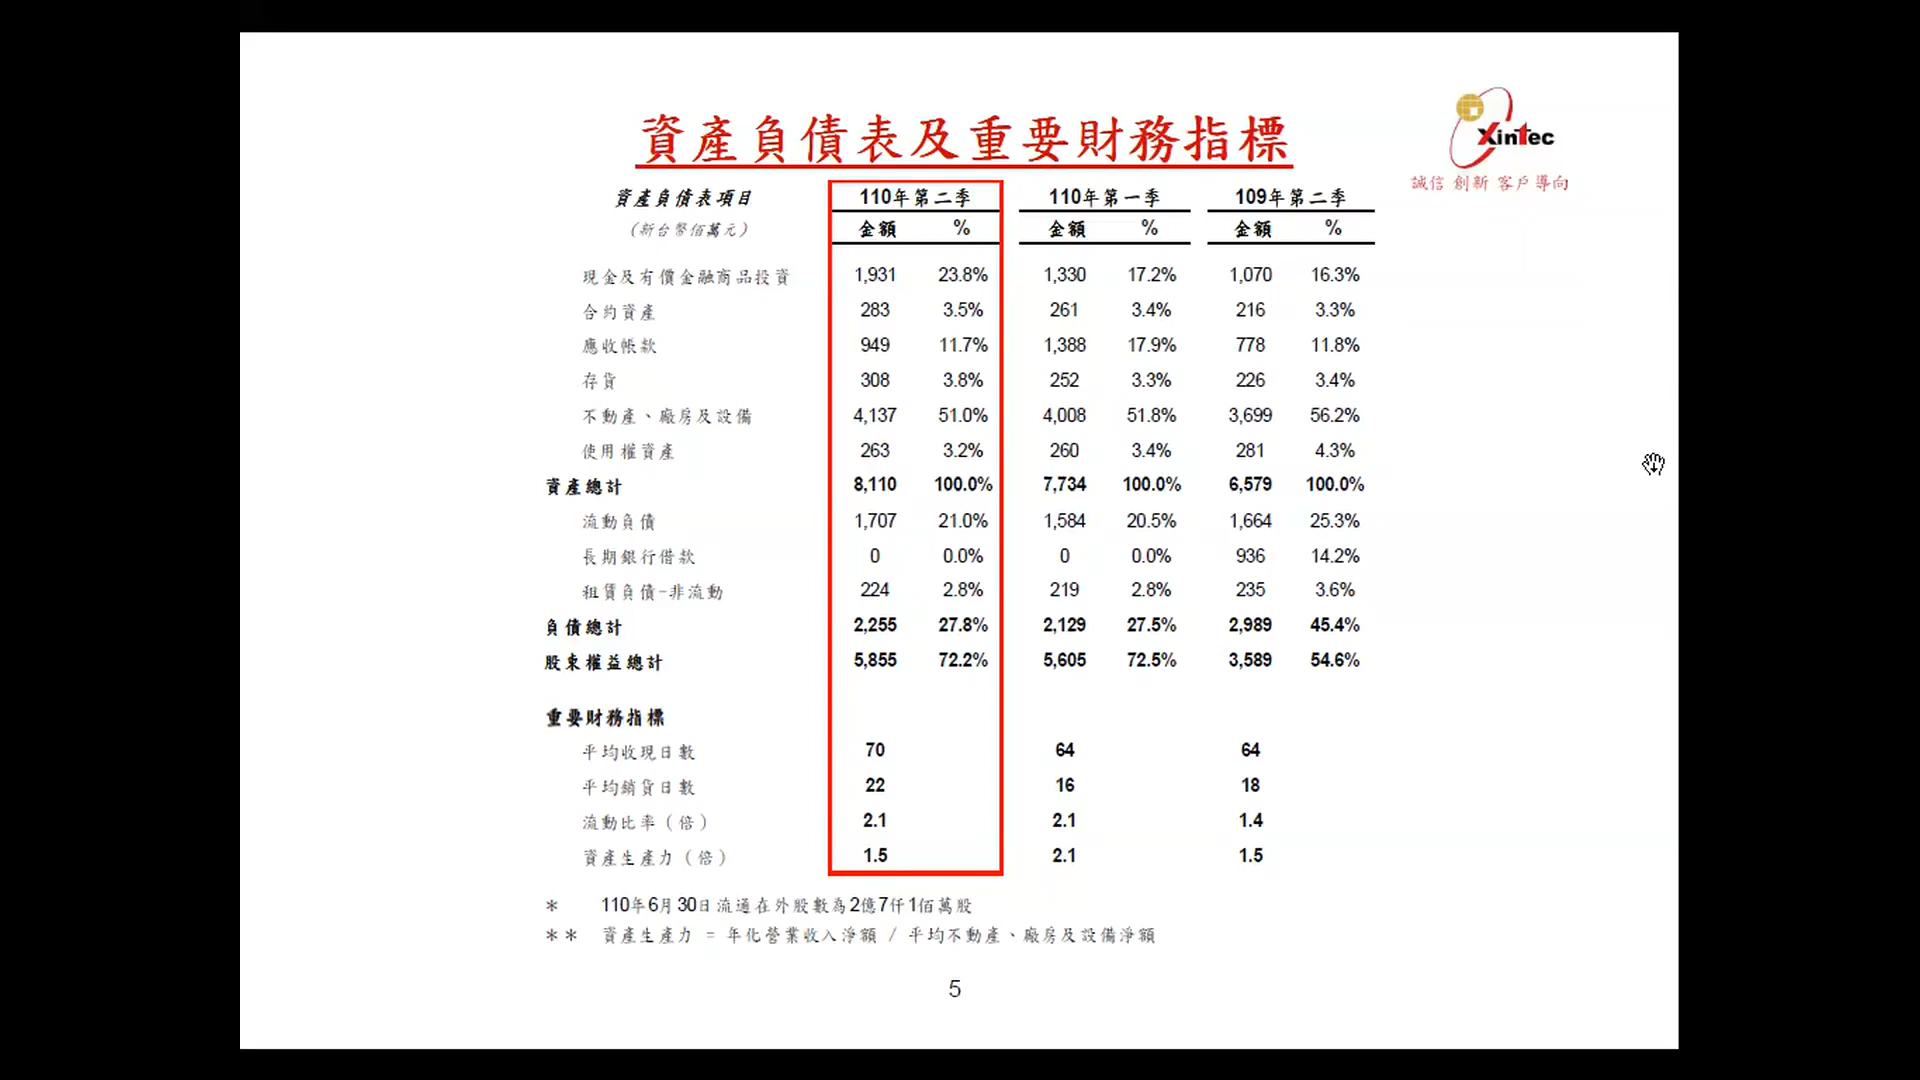 資產負債表及重要財務指標
XinTec
誠信 創新 客戶導向
資產負債表項目 110年第二季 110年第一季 109年第二季
(新台幣佰萬元) 金額 % 金額 % 金額 %
現金及有價金融商品投資 1,931 23.8% 1,330 17.2% 1,070 16.3%
合約資產 283 3.5% 261 3.4% 216 3.3%
應收帳款 949 11.7% 1,388 17.9% 778 11.8%
存貨 308 3.8% 252 3.3% 226 3.4%
不動產、廠房及設備 4,137 51.0% 4,008 51.8% 3,699 56.2%
使用權資產 263 3.2% 260 3.4% 281 4.3%
資產總計 8,110 100.0% 7,734 100.0% 6,579 100.0%
流動負債 1,707 21.0% 1,584 20.5% 1,664 25.3%
長期銀行借款 0 0.0% 0 0.0% 936 14.2%
租賃負債-非流動 224 2.8% 219 2.8% 235 3.6%
負債總計 2,255 27.8% 2,129 27.5% 2,989 45.4%
股東權益總計 5,855 72.2% 5,605 72.5% 3,589 54.6%
重要財務指標
平均收現日數 70 64 64
平均銷貨日數 22 16 18
流動比率(倍) 2.1 2.1 1.4
資產生產力(倍) 1.5 2.1 1.5
* 110年6月30日流通在外股數為2億7仟1佰萬股
** 資產生產力 = 年化營業收入淨額 / 平均不動產、廠房及設備淨額
5